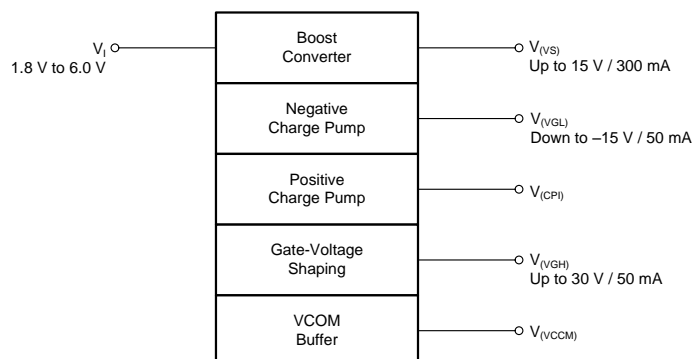 Boost
Converter
V_I
1.8 V to 6.0 V
V_(VS)
Up to 15 V / 300 mA
Negative
Charge Pump
V_(VGL)
Down to –15 V / 50 mA
Positive
Charge Pump
V_(CPI)
Gate-Voltage
Shaping
V_(VGH)
Up to 30 V / 50 mA
VCOM
Buffer
V_(VCCM)